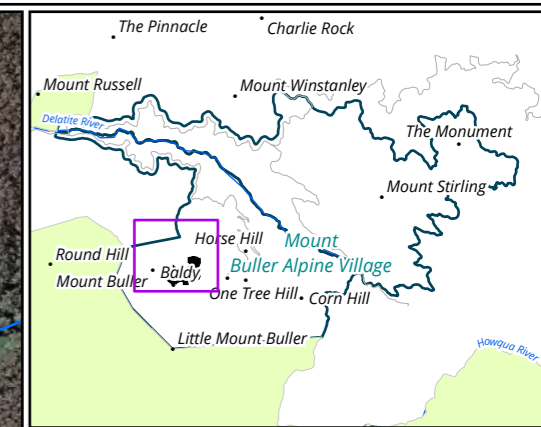 The Pinnacle
Charlie Rock
Mount Russell
Mount Winstanley
Delatite River
The Monument
Mount Stirling
Horse Hill
Mount
Buller Alpine Village
Round Hill
Baldy
Mount Buller
One Tree Hill
Corn Hill
Little Mount Buller
Howqua River